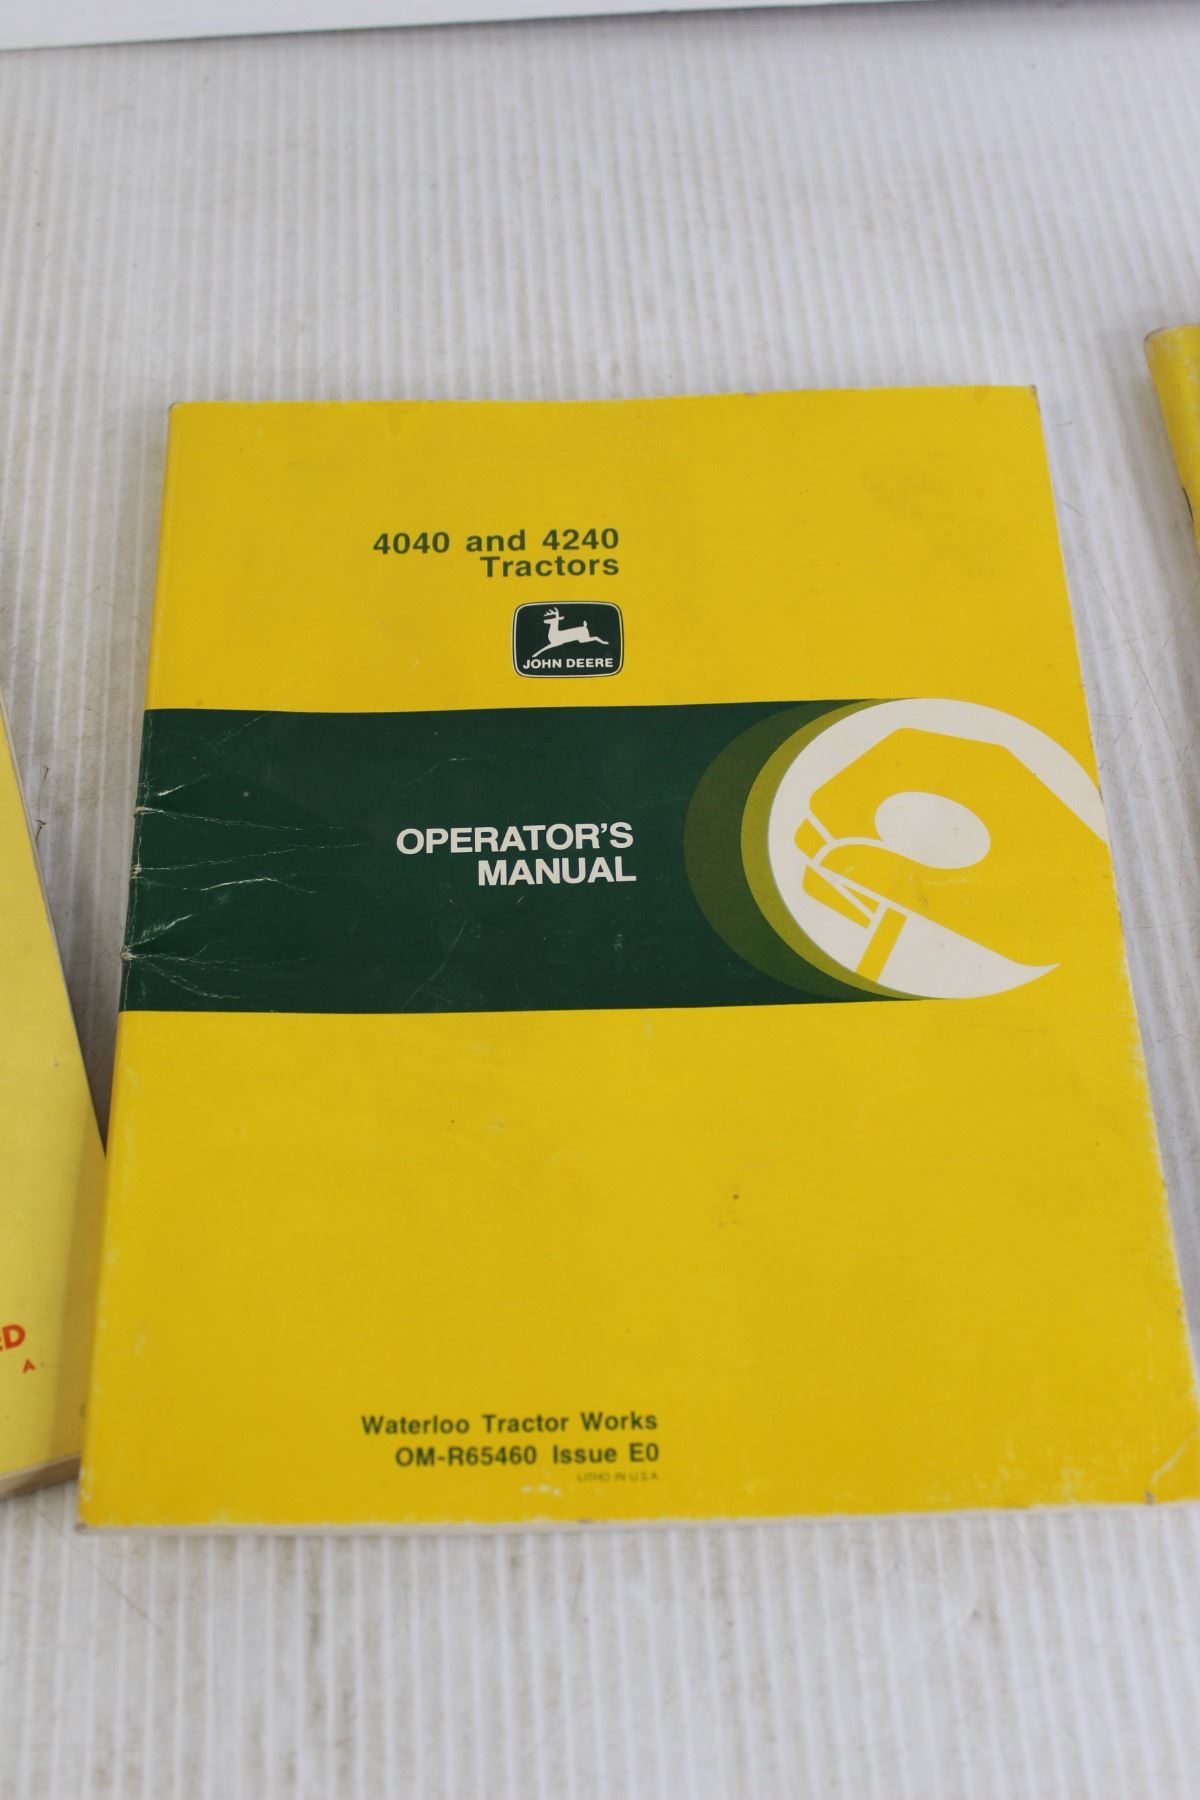 4040 and 4240
Tractors
JOHN DEERE
OPERATOR'S
MANUAL
Waterloo Tractor Works
OM-R65460 Issue E0
LITHO IN U.S.A
A